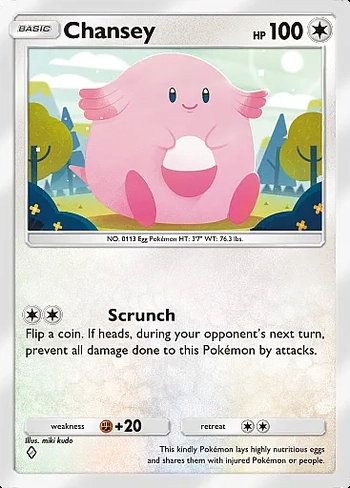 BASIC Chansey HP 100
NO. 0113 Egg Pokémon HT: 3'7" WT: 76.3 lbs.
Scrunch
Flip a coin. If heads, during your opponent's next turn,
prevent all damage done to this Pokémon by attacks.
weakness +20 retreat
Illus. miki kudo
This kindly Pokémon lays highly nutritious eggs
and shares them with injured Pokémon or people.